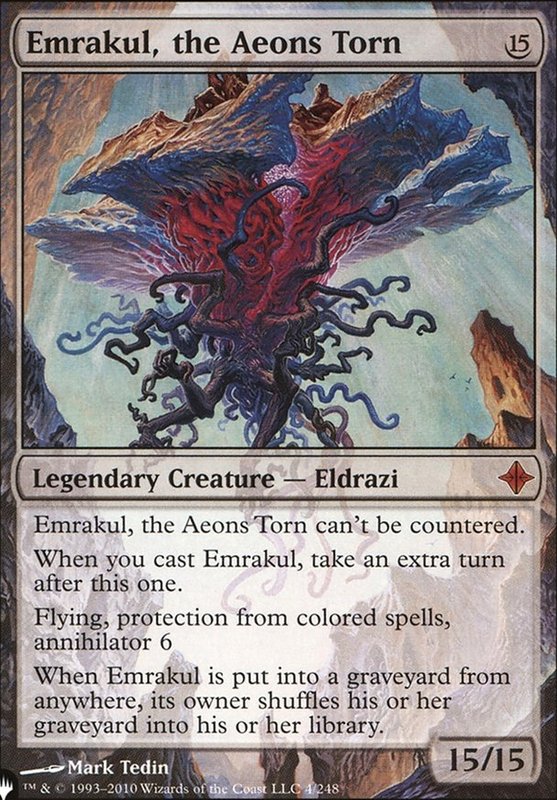 Emrakul, the Aeons Torn 15
Legendary Creature — Eldrazi
Emrakul, the Aeons Torn can't be countered.
When you cast Emrakul, take an extra turn
after this one.
Flying, protection from colored spells,
annihilator 6
When Emrakul is put into a graveyard from
anywhere, its owner shuffles his or her
graveyard into his or her library.
15/15
Mark Tedin
™ & © 1993–2010 Wizards of the Coast LLC 4/248